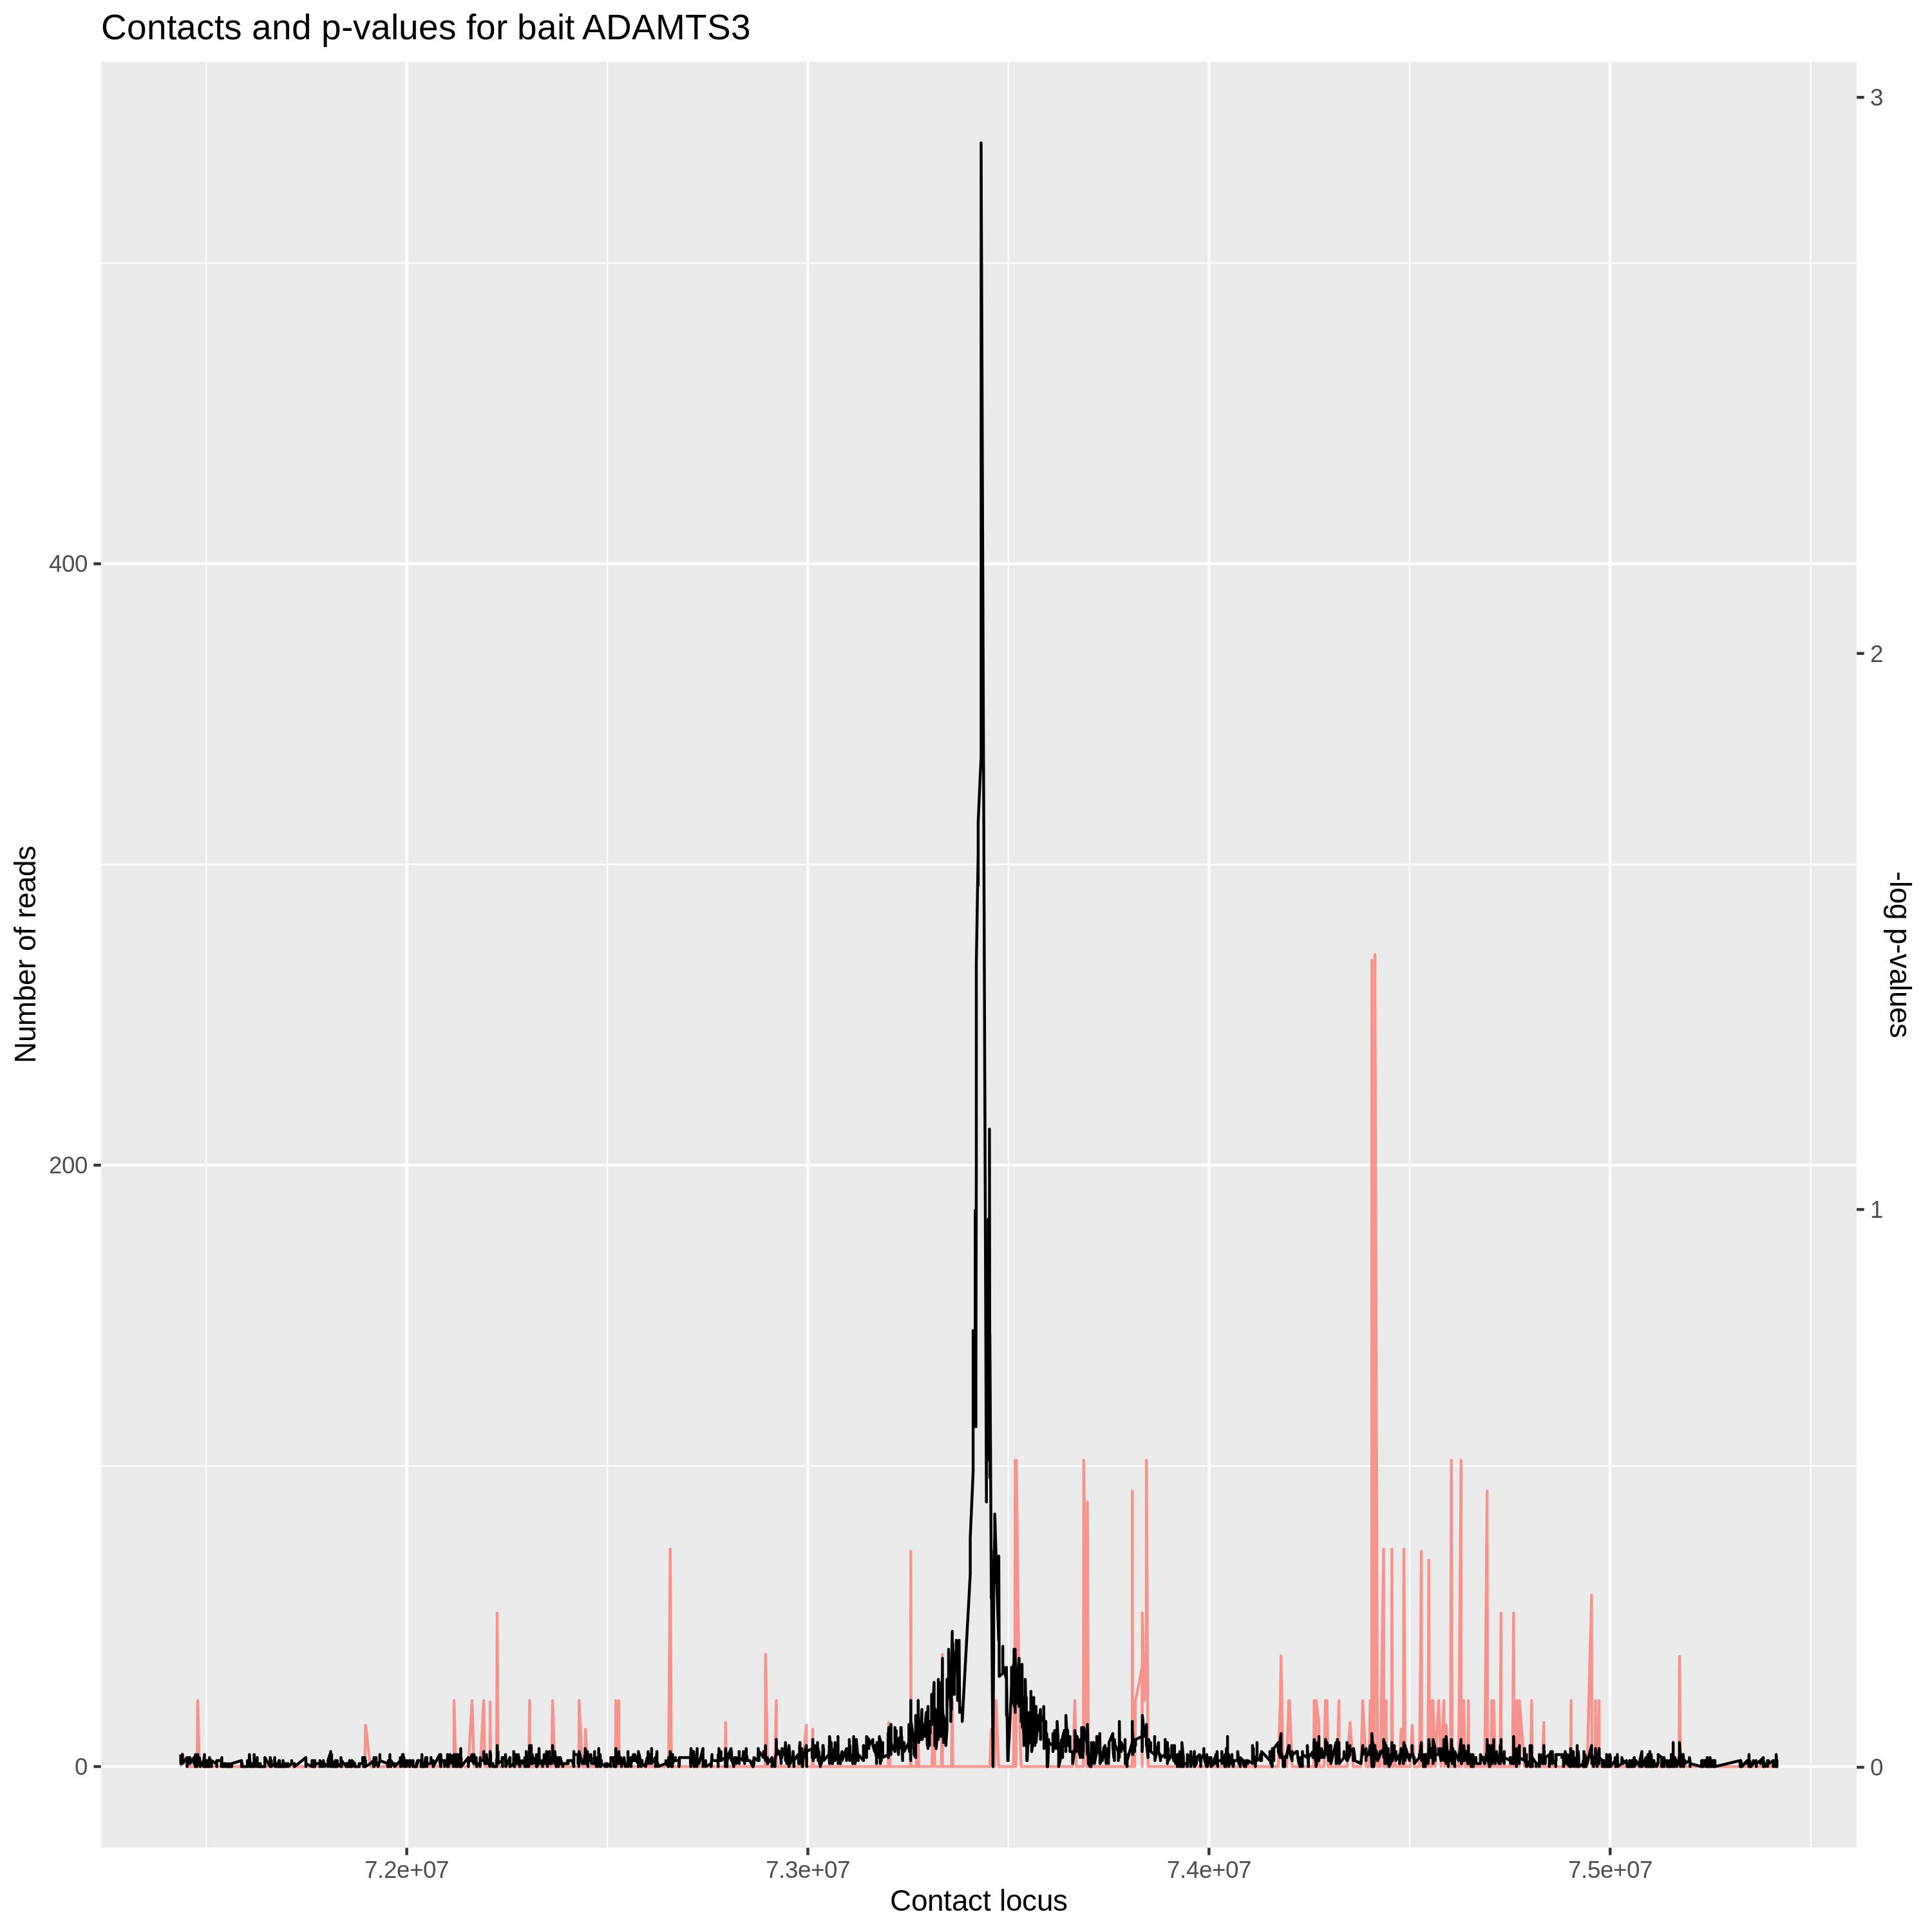 Contacts and p-values for bait ADAMTS3
3
400
2
Number of reads
-log p-values
200
1
0
0
7.2e+07
7.3e+07
7.4e+07
7.5e+07
Contact locus